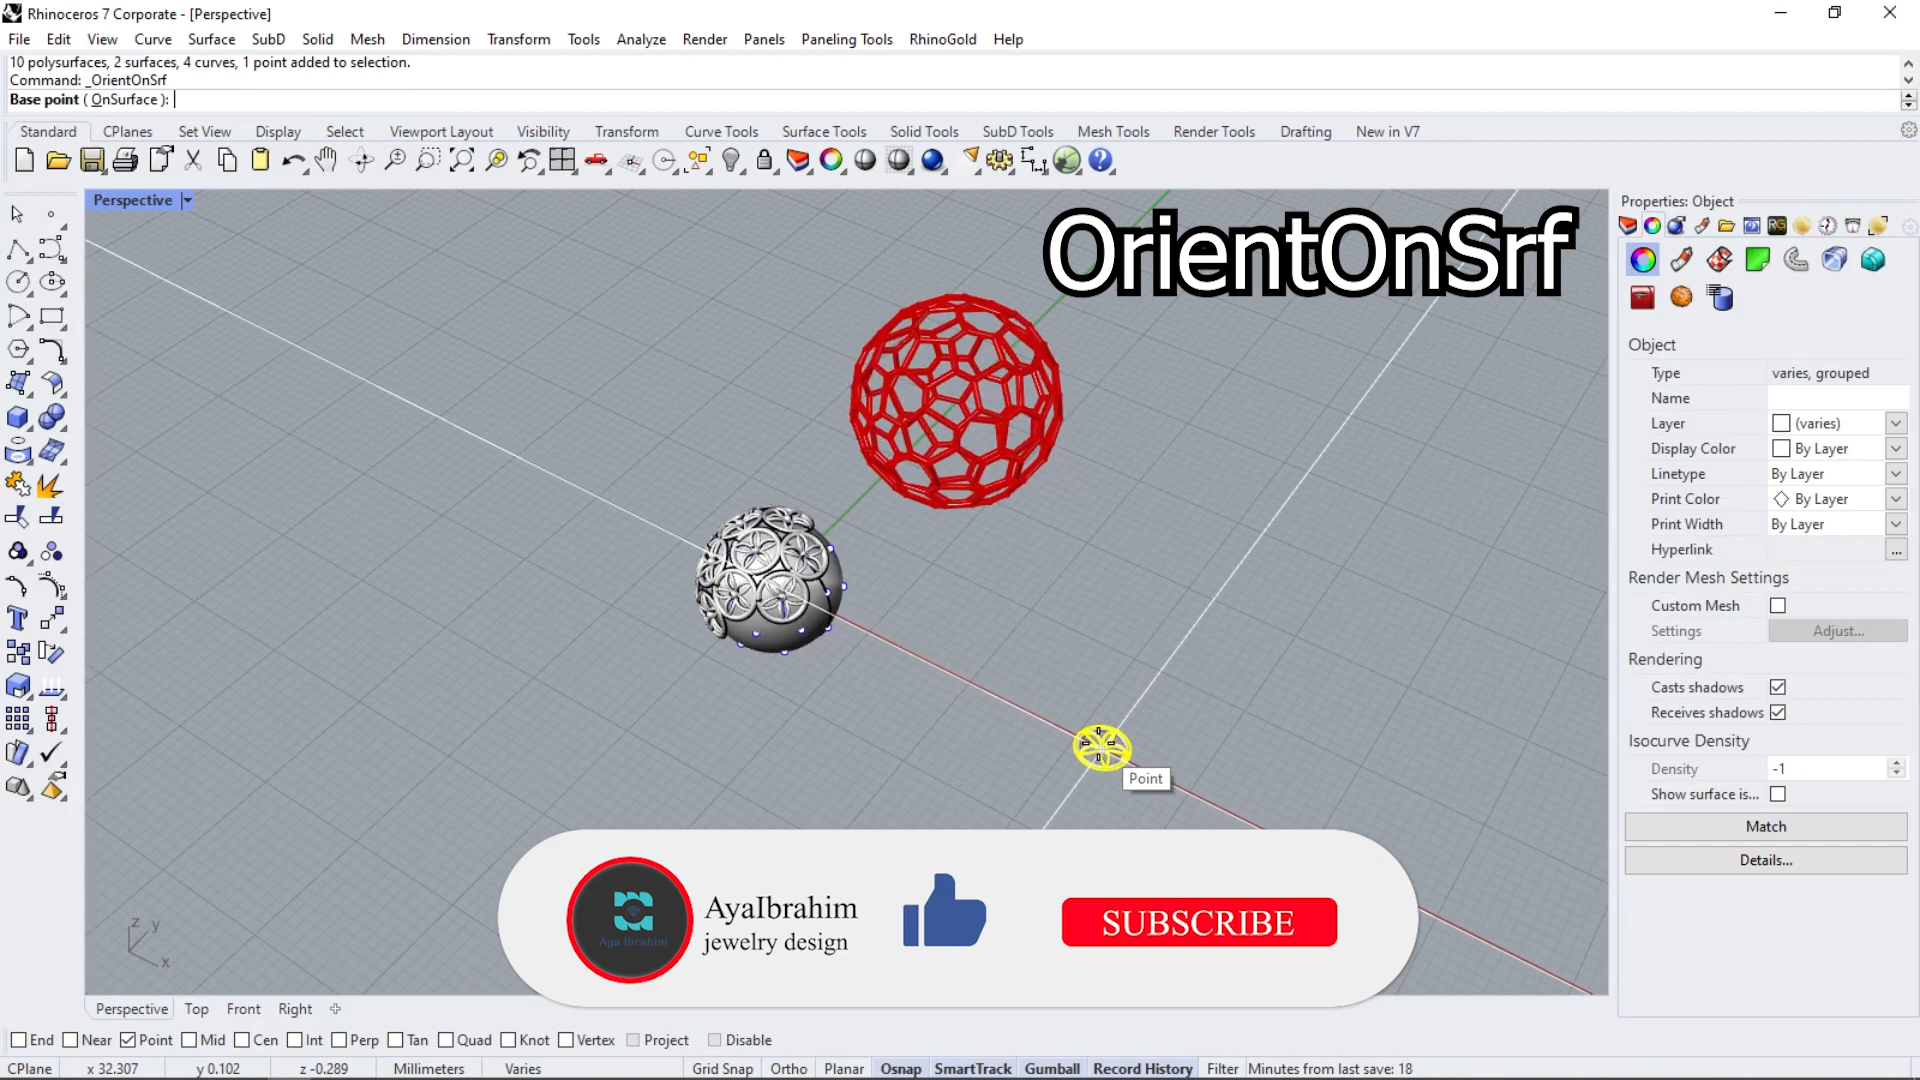 Rhinoceros 7 Corporate - [Perspective]
File Edit View Curve Surface SubD Solid Mesh Dimension Transform Tools Analyze Render Panels Paneling Tools RhinoGold Help
10 polysurfaces, 2 surfaces, 4 curves, 1 point added to selection.
Command: _OrientOnSrf
Base point ( OnSurface ):
Standard CPlanes Set View Display Select Viewport Layout Visibility Transform Curve Tools Surface Tools Solid Tools SubD Tools Mesh Tools Render Tools Drafting New in V7
Perspective
OrientOnSrf
Point
z y
x
AyaIbrahim
jewelry design
Aya Ibrahim
SUBSCRIBE
Properties: Object
RG
Object
Type varies, grouped
Name
Layer (varies)
Display Color By Layer
Linetype By Layer
Print Color By Layer
Print Width By Layer
Hyperlink ...
Render Mesh Settings
Custom Mesh
Settings Adjust...
Rendering
Casts shadows
Receives shadows
Isocurve Density
Density -1
Show surface is...
Match
Details...
Perspective Top Front Right
End Near Point Mid Cen Int Perp Tan Quad Knot Vertex Project Disable
CPlane x 32.307 y 0.102 z -0.289 Millimeters Varies Grid Snap Ortho Planar Osnap SmartTrack Gumball Record History Filter Minutes from last save: 18